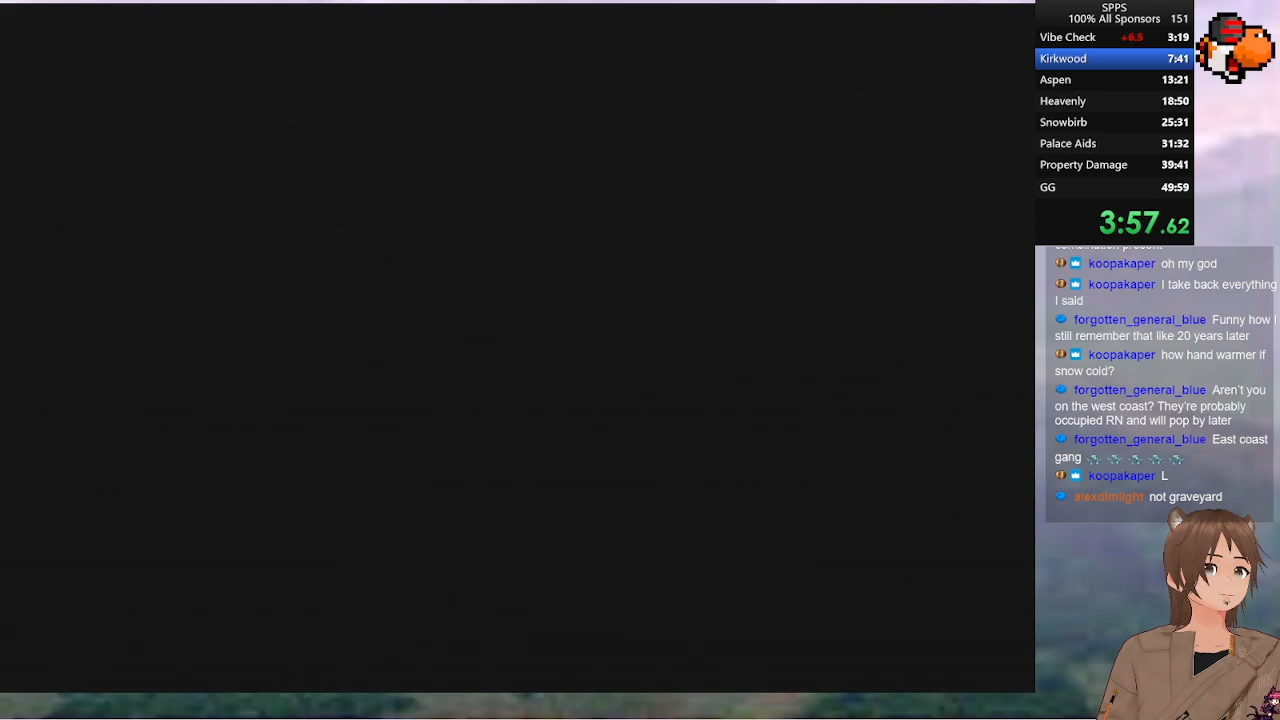 SPPS
100% All Sponsors 151
Vibe Check +6.5 3:19
Kirkwood 7:41
Aspen 13:21
Heavenly 18:50
Snowbirb 25:31
Palace Aids 31:32
Property Damage 39:41
GG 49:59
3:57.62
combination present
koopakaper oh my god
koopakaper I take back everything
I said
forgotten_general_blue Funny how I
still remember that like 20 years later
koopakaper how hand warmer if
snow cold?
forgotten_general_blue Aren't you
on the west coast? They're probably
occupied RN and will pop by later
forgotten_general_blue East coast
gang
koopakaper L
alexdimlight not graveyard